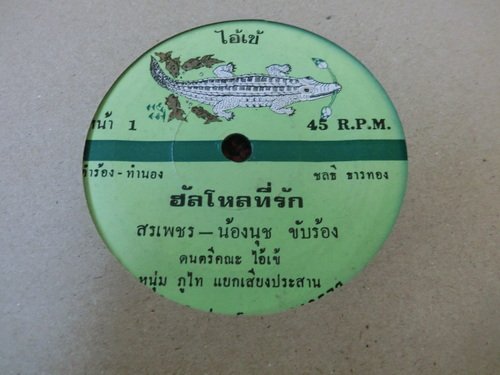 ไอ้เข้
หน้า 1 45 R.P.M.
คำร้อง - ทำนอง ชลธี ธารทอง
ฮัลโหลที่รัก
สรเพชร - น้องนุช ขับร้อง
ดนตรีคณะ ไอ้เข้
หนุ่ม ภูไท แยกเสียงประสาน